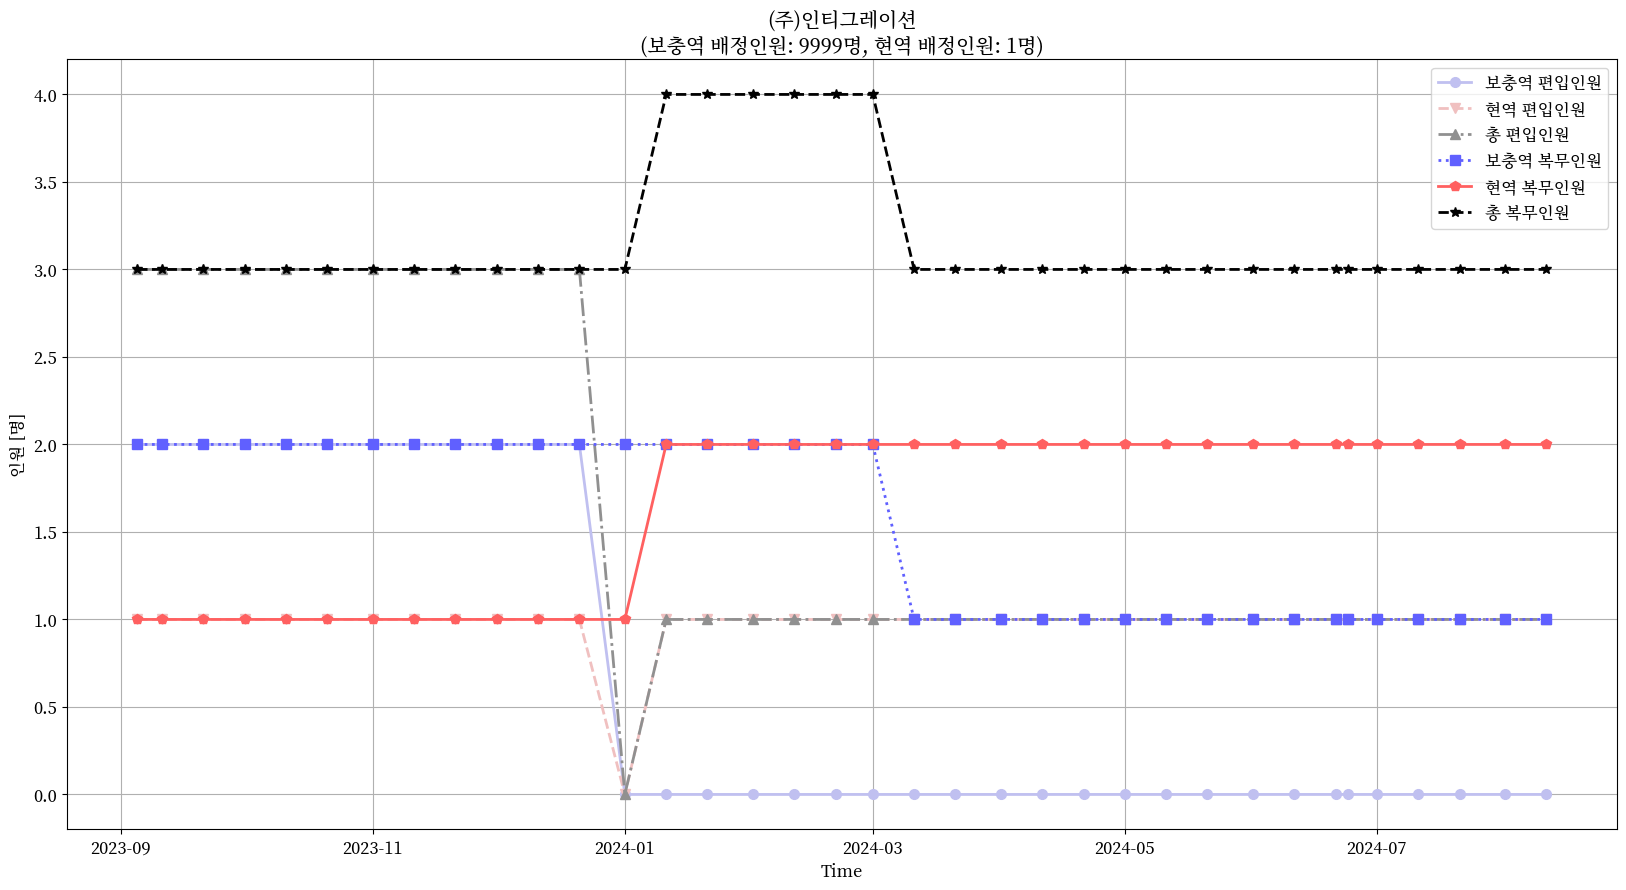 (주)인티그레이션
(보충역 배정인원: 9999명, 현역 배정인원: 1명)
보충역 편입인원
현역 편입인원
총 편입인원
보충역 복무인원
현역 복무인원
총 복무인원
인원 [명]
4.0
3.5
3.0
2.5
2.0
1.5
1.0
0.5
0.0
2023-09
2023-11
2024-01
2024-03
2024-05
2024-07
Time